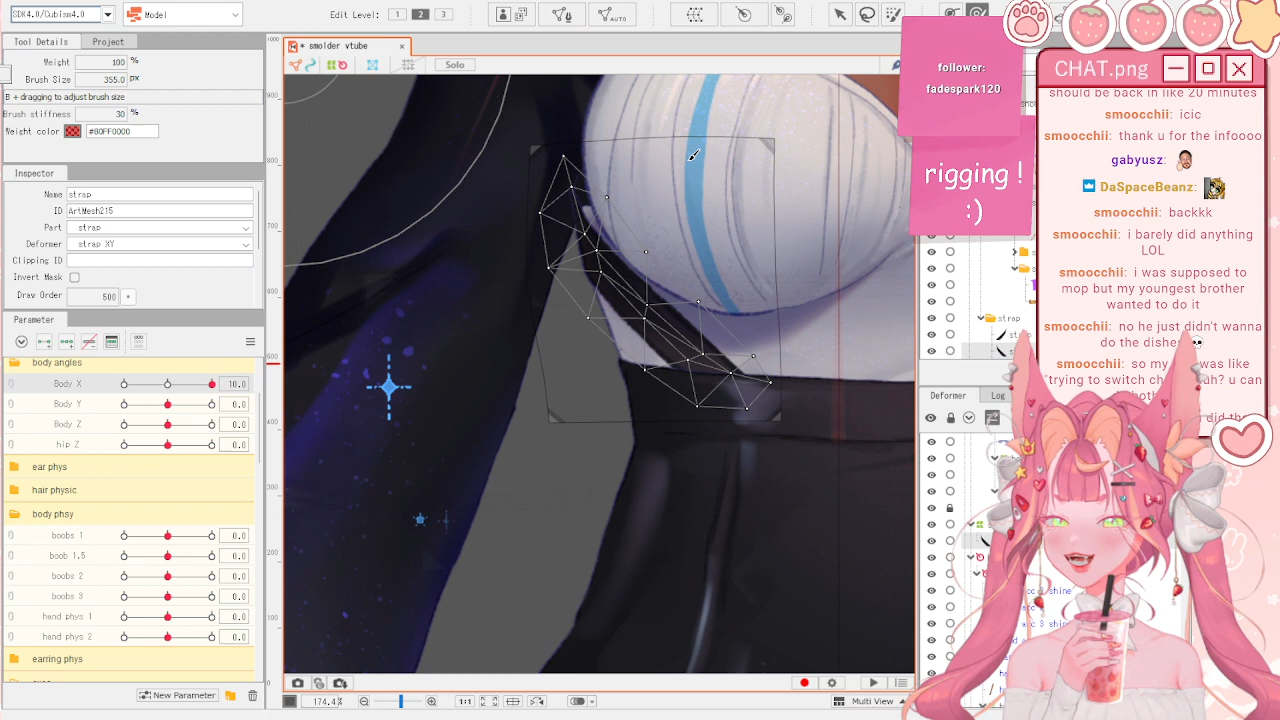 SDK4.0/Cubism4.0
Model
Edit Level: 1 2 3
Tool Details
Project
Weight 100 %
Brush Size 355.0 px
B + dragging to adjust brush size
Brush stiffness 30 %
Weight color #80FF0000
Inspector
Name strap
ID ArtMesh215
Part strap
Deformer strap XY
Clipping ID
Invert Mask
Draw Order 500
Parameter
body angles
Body X 10.0
Body Y 0.0
Body Z 0.0
hip Z 0.0
ear phys
hair physic
body phsy
boobs 1 0.0
boob 1.5 0.0
boobs 2 0.0
boobs 3 0.0
hand phys 1 0.0
hand phys 2 0.0
earring phys
New Parameter
* smolder vtube
Solo
AUTO
174.4%
1:1
Multi View
follower:
fadespark120
rigging !
:)
strap
Deformer
Log
CHAT.png
should be back in like 20 minutes
smoocchii: icic
smoocchii: thank u for the infoooo
gabyusz:
DaSpaceBeanz:
smoocchii: backkk
smoocchii: i barely did anything
LOL
smoocchii: i was supposed to
mop but my youngest brother
wanted to do it
smoocchii: no he just didn't wanna
do the dishes
smoocchii: so my
was like